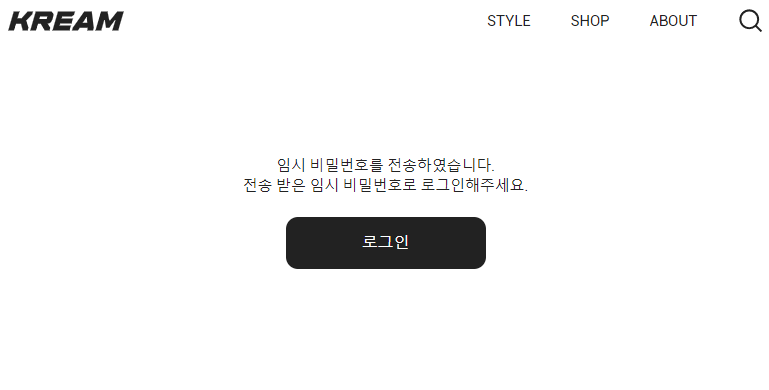 KREAM
STYLE SHOP ABOUT
임시 비밀번호를 전송하였습니다.
전송 받은 임시 비밀번호로 로그인해주세요.
로그인